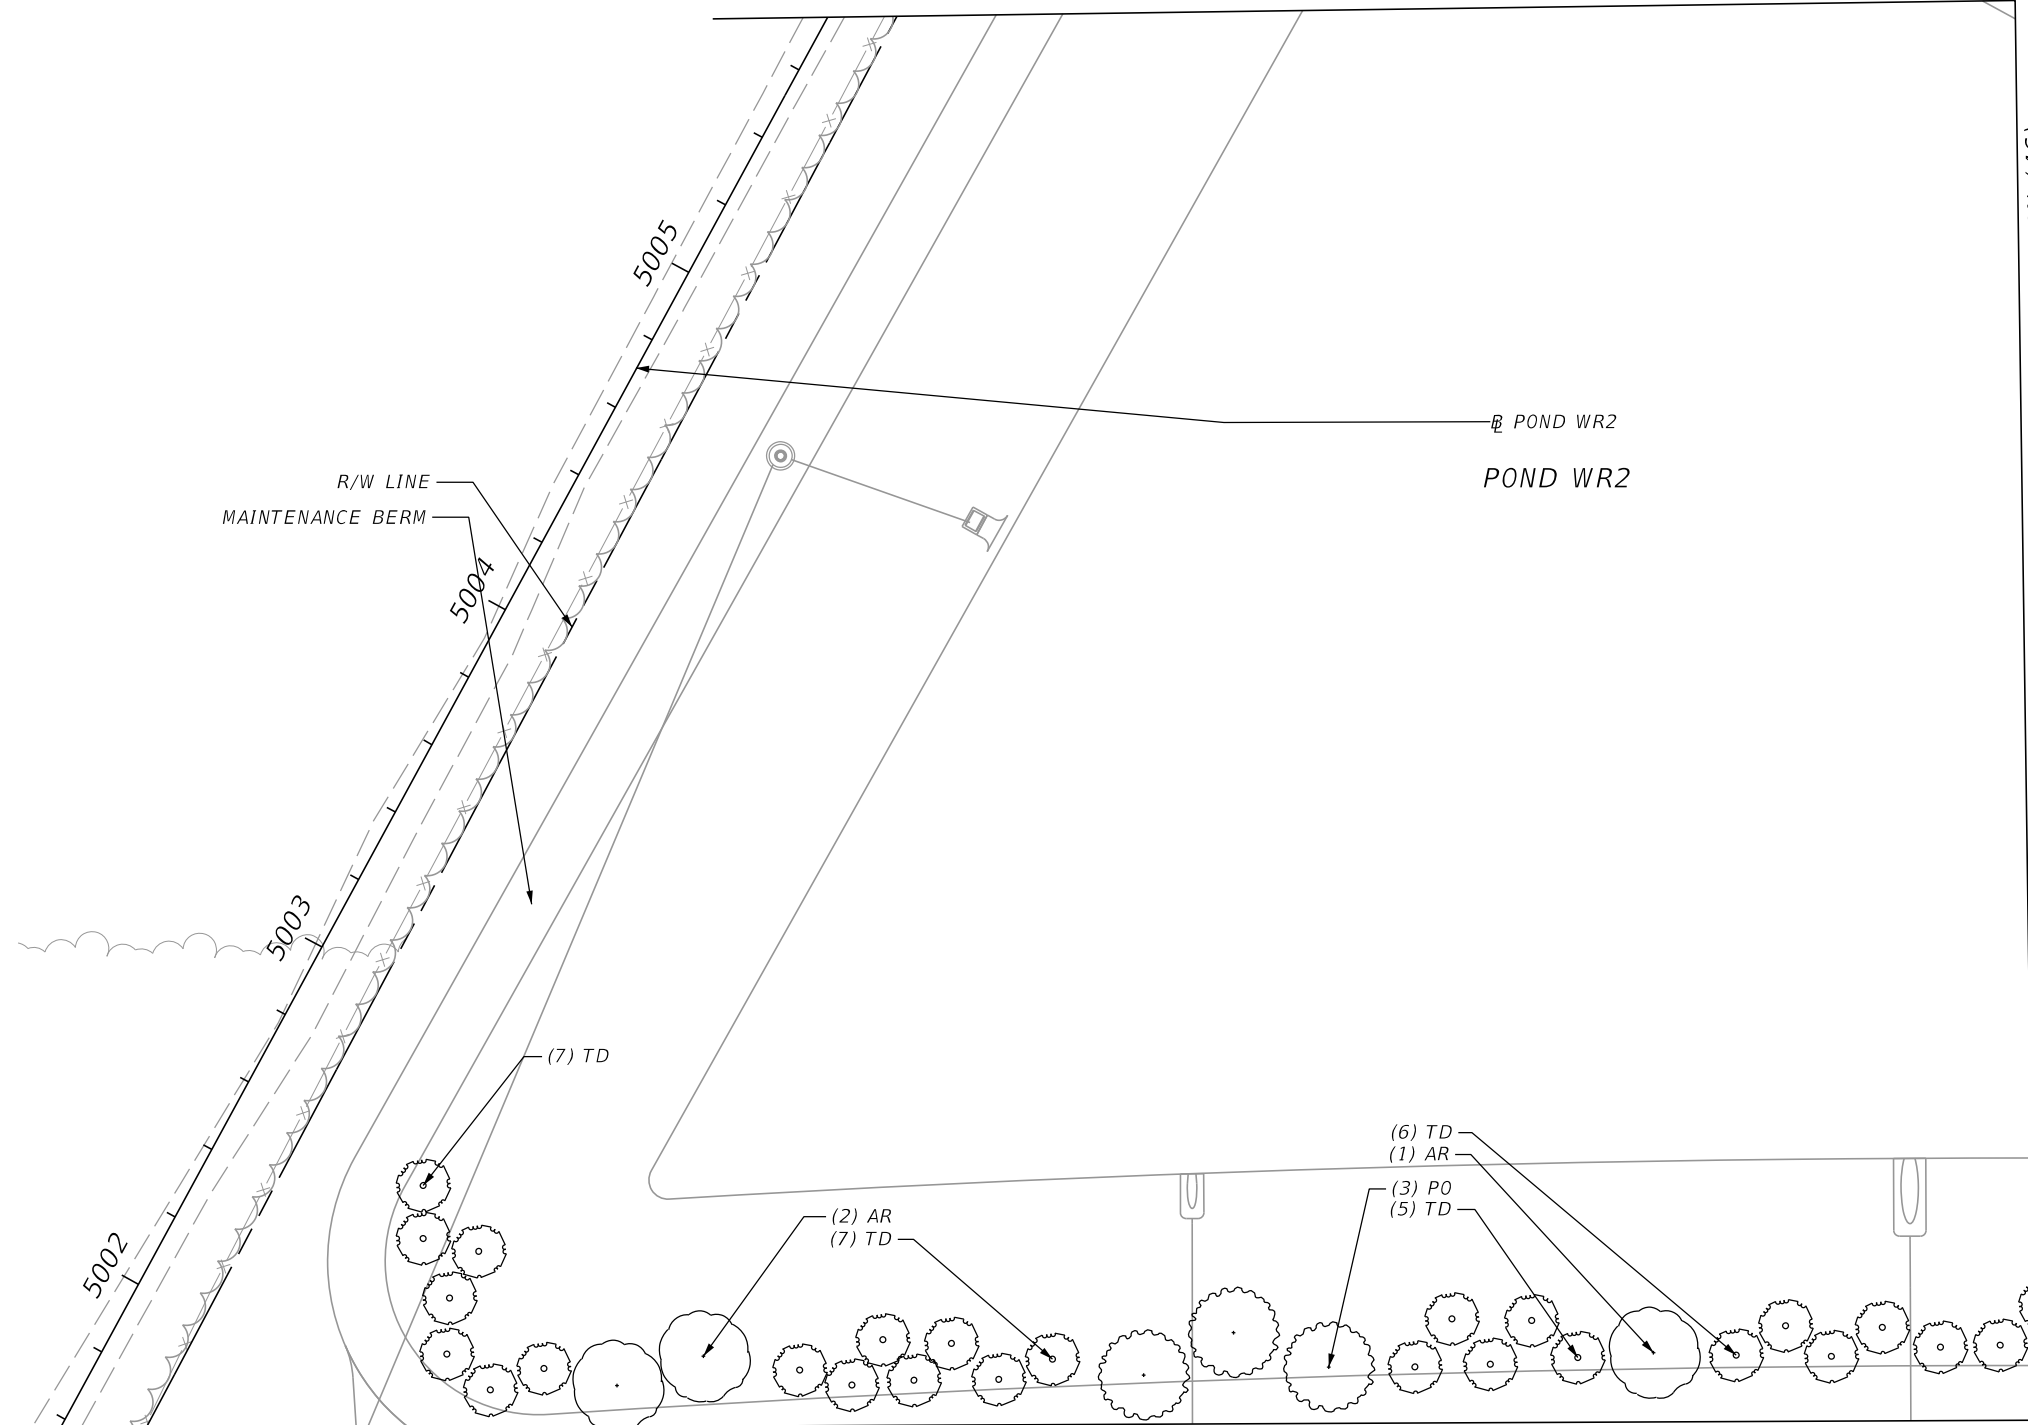 5005
℄ POND WR2
POND WR2
R/W LINE
MAINTENANCE BERM
5004
5003
(7) TD
5002
(6) TD
(1) AR
(3) PO
(5) TD
(2) AR
(7) TD